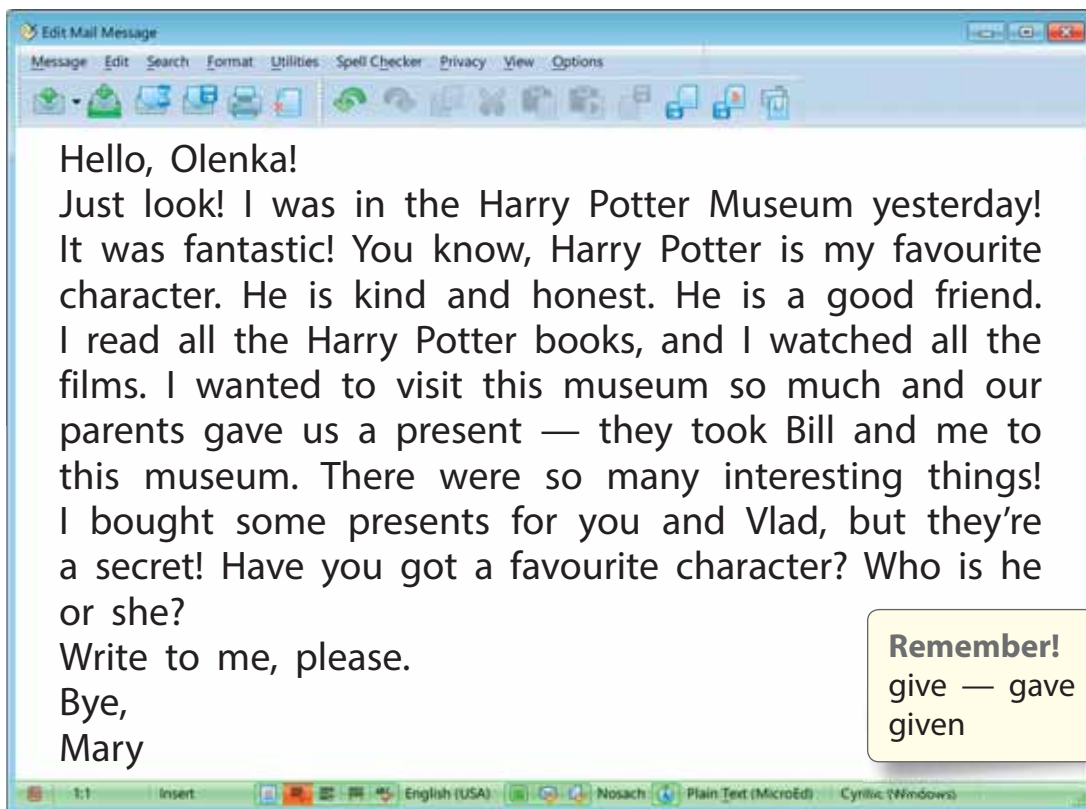 Edit Mail Message
Message Edit Search Format Utilities Spell Checker Privacy View Options
Hello, Olenka!
Just look! I was in the Harry Potter Museum yesterday!
It was fantastic! You know, Harry Potter is my favourite
character. He is kind and honest. He is a good friend.
I read all the Harry Potter books, and I watched all the
films. I wanted to visit this museum so much and our
parents gave us a present — they took Bill and me to
this museum. There were so many interesting things!
I bought some presents for you and Vlad, but they're
a secret! Have you got a favourite character? Who is he
or she?
Write to me, please.
Bye,
Mary
Remember!
give — gave
given
1:1 Insert English (USA) Nosach Plain Text (MicroEd) Cyrillic (Windows)